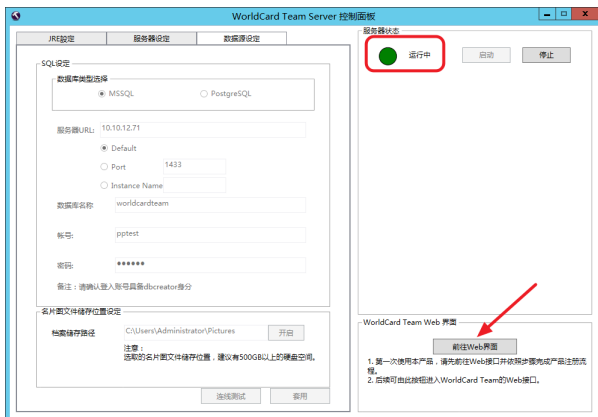 WorldCard Team Server 控制面板
JRE設定
服务器设定
数据源设定
SQL设定
数据库类型选择
MSSQL
PostgreSQL
服务器URL:
10.10.12.71
Default
Port
1433
Instance Name
数据库名称
worldcardteam
帐号:
pptest
密码:
••••••
备注：请确认登入账号具备dbcreator身分
名片图文件储存位置设定
档案储存路径
C:\Users\Administrator\Pictures
开启
注意：
选取的名片图文件储存位置，建议有500GB以上的硬盘空间。
连线测试
套用
服务器状态
运行中
启动
停止
WorldCard Team Web 界面
前往Web界面
1. 第一次使用本产品，请先前往Web接口并依照步骤完成产品注册流
程。
2. 后续可由此按钮进入WorldCard Team的Web接口。